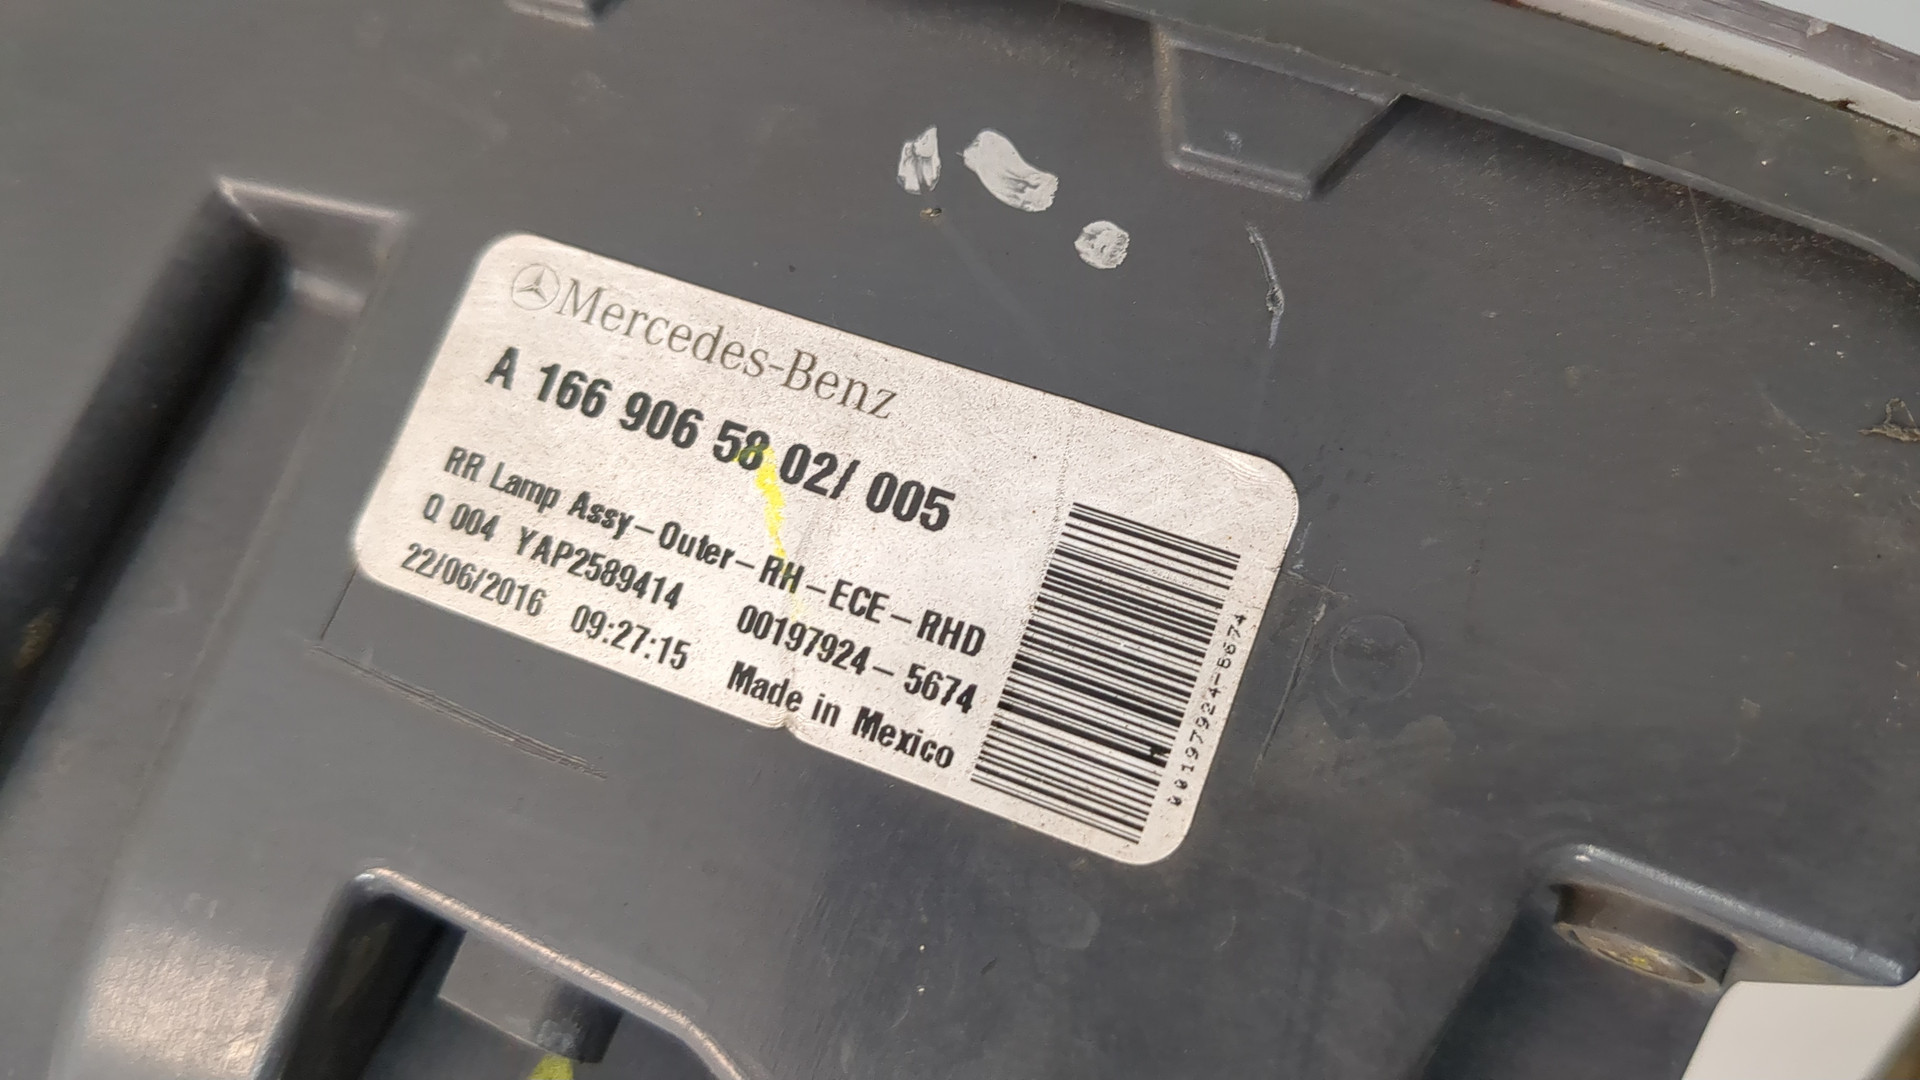 Mercedes-Benz
A 166 906 58 02/ 005
RR Lamp Assy-Outer-RH-ECE-RHD
Q 004 YAP2589414 00197924-5674
22/06/2016 09:27:15 Made in Mexico
00197924-5674